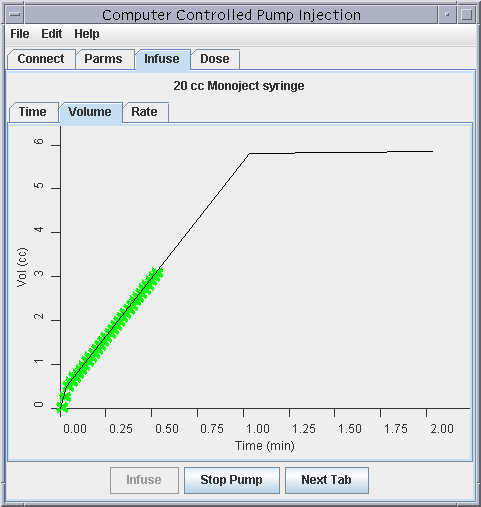 Computer Controlled Pump Injection
File Edit Help
Connect Parms Infuse Dose
20 cc Monoject syringe
Time Volume Rate
6
5
4
3
2
1
0
Vol (cc)
0.00 0.25 0.50 0.75 1.00 1.25 1.50 1.75 2.00
Time (min)
Infuse Stop Pump Next Tab